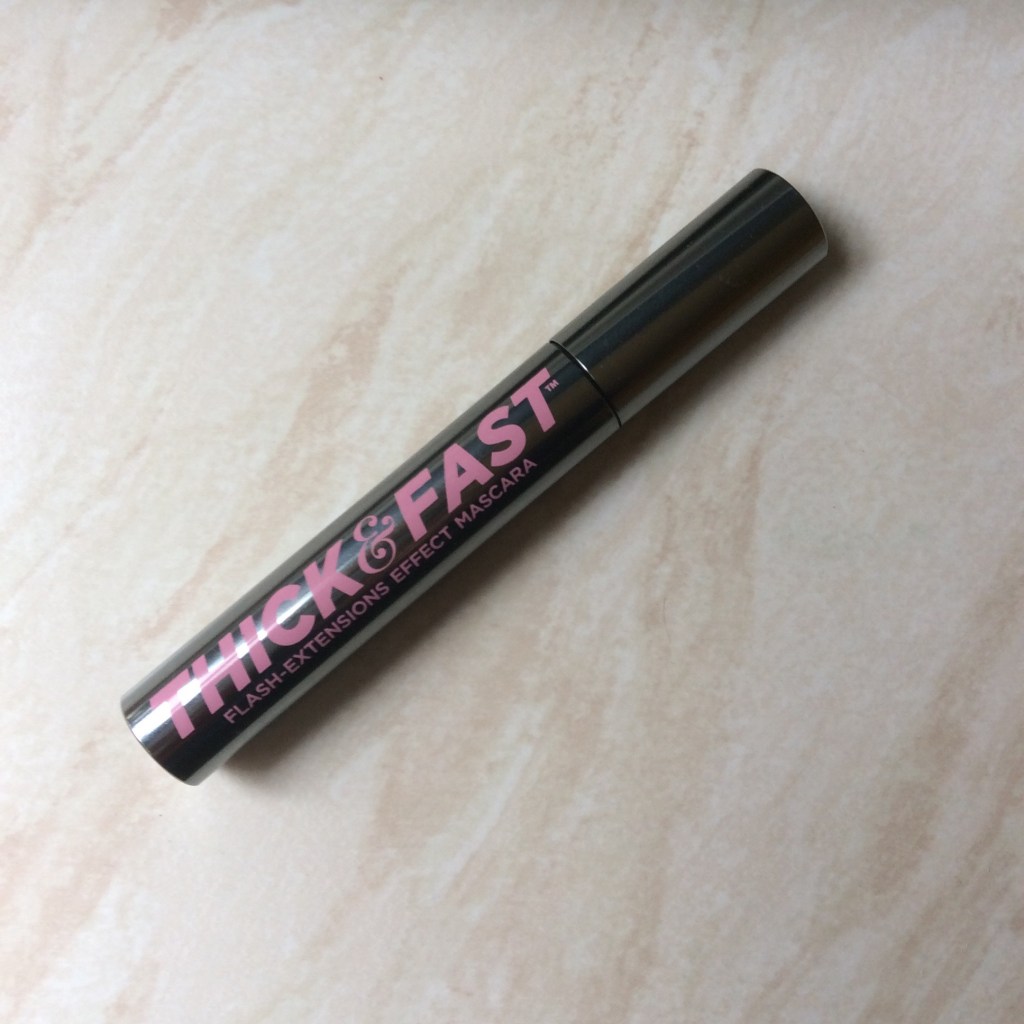 THICK & FAST™
FLASH-EXTENSIONS EFFECT MASCARA